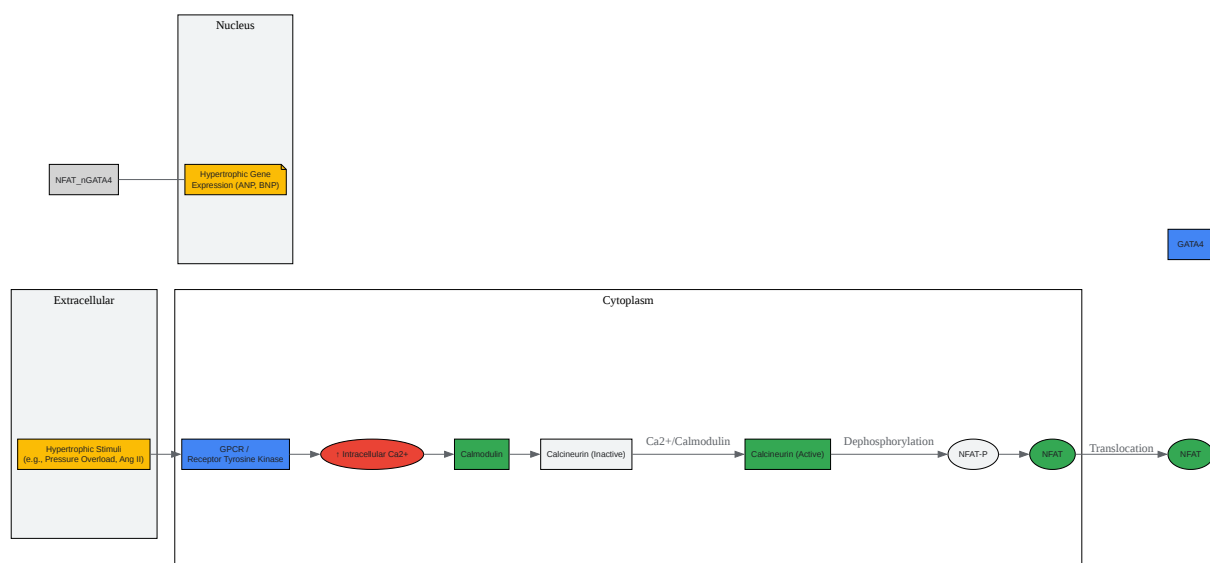 Nucleus
NFAT_nGATA4
Hypertrophic Gene
Expression (ANP, BNP)
GATA4
Extracellular
Cytoplasm
Hypertrophic Stimuli
(e.g., Pressure Overload, Ang II)
GPCR /
Receptor Tyrosine Kinase
↑ Intracellular Ca2+
Calmodulin
Calcineurin (Inactive)
Ca2+/Calmodulin
Calcineurin (Active)
Dephosphorylation
NFAT-P
NFAT
Translocation
NFAT